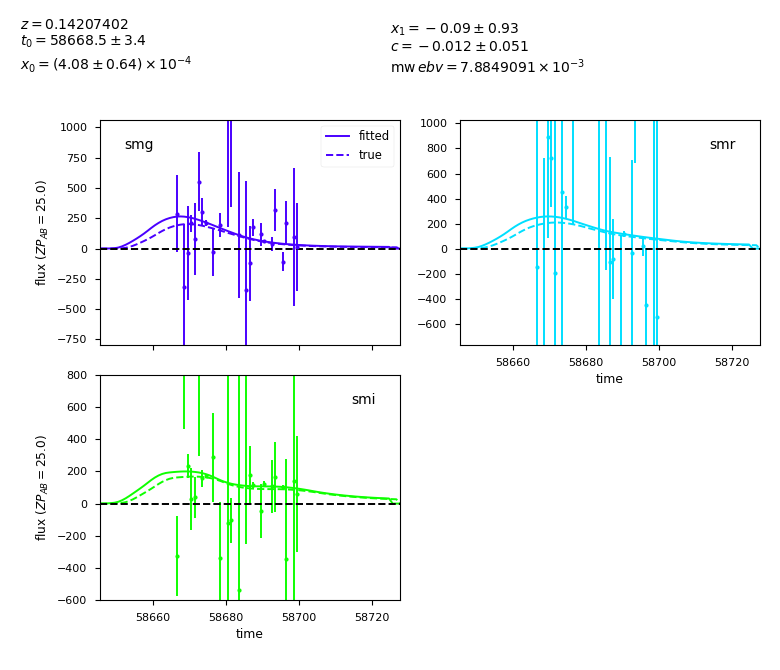 z = 0.14207402
t₀ = 58668.5 ± 3.4
x₀ = (4.08 ± 0.64) × 10⁻⁴
x₁ = −0.09 ± 0.93
c = −0.012 ± 0.051
mw ebv = 7.8849091 × 10⁻³
smg
fitted
true
1000
750
500
250
0
−250
−500
−750
flux (ZP_AB = 25.0)
smr
1000
800
600
400
200
0
−200
−400
−600
58660 58680 58700 58720
time
smi
800
600
400
200
0
−200
−400
−600
flux (ZP_AB = 25.0)
58660 58680 58700 58720
time